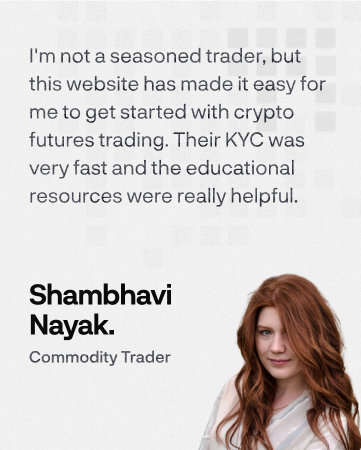 I'm not a seasoned trader, but
this website has made it easy for
me to get started with crypto
futures trading. Their KYC was
very fast and the educational
resources were really helpful.
Shambhavi
Nayak.
Commodity Trader